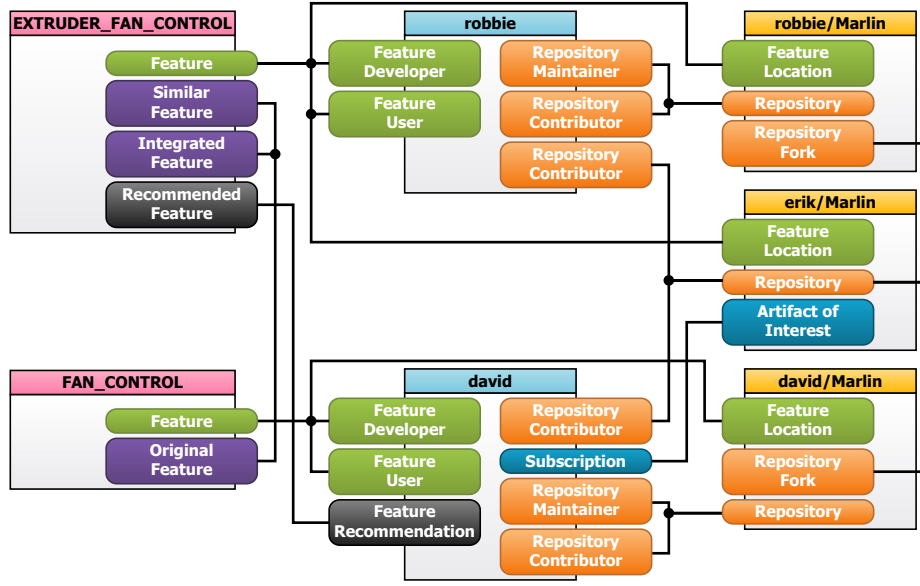 EXTRUDER_FAN_CONTROL
Feature
Similar
Feature
Integrated
Feature
Recommended
Feature
robbie
Feature
Developer
Feature
User
Repository
Maintainer
Repository
Contributor
Repository
Contributor
robbie/Marlin
Feature
Location
Repository
Repository
Fork
erik/Marlin
Feature
Location
Repository
Artifact of
Interest
FAN_CONTROL
Feature
Original
Feature
david
Feature
Developer
Feature
User
Feature
Recommendation
Repository
Contributor
Subscription
Repository
Maintainer
Repository
Contributor
david/Marlin
Feature
Location
Repository
Fork
Repository